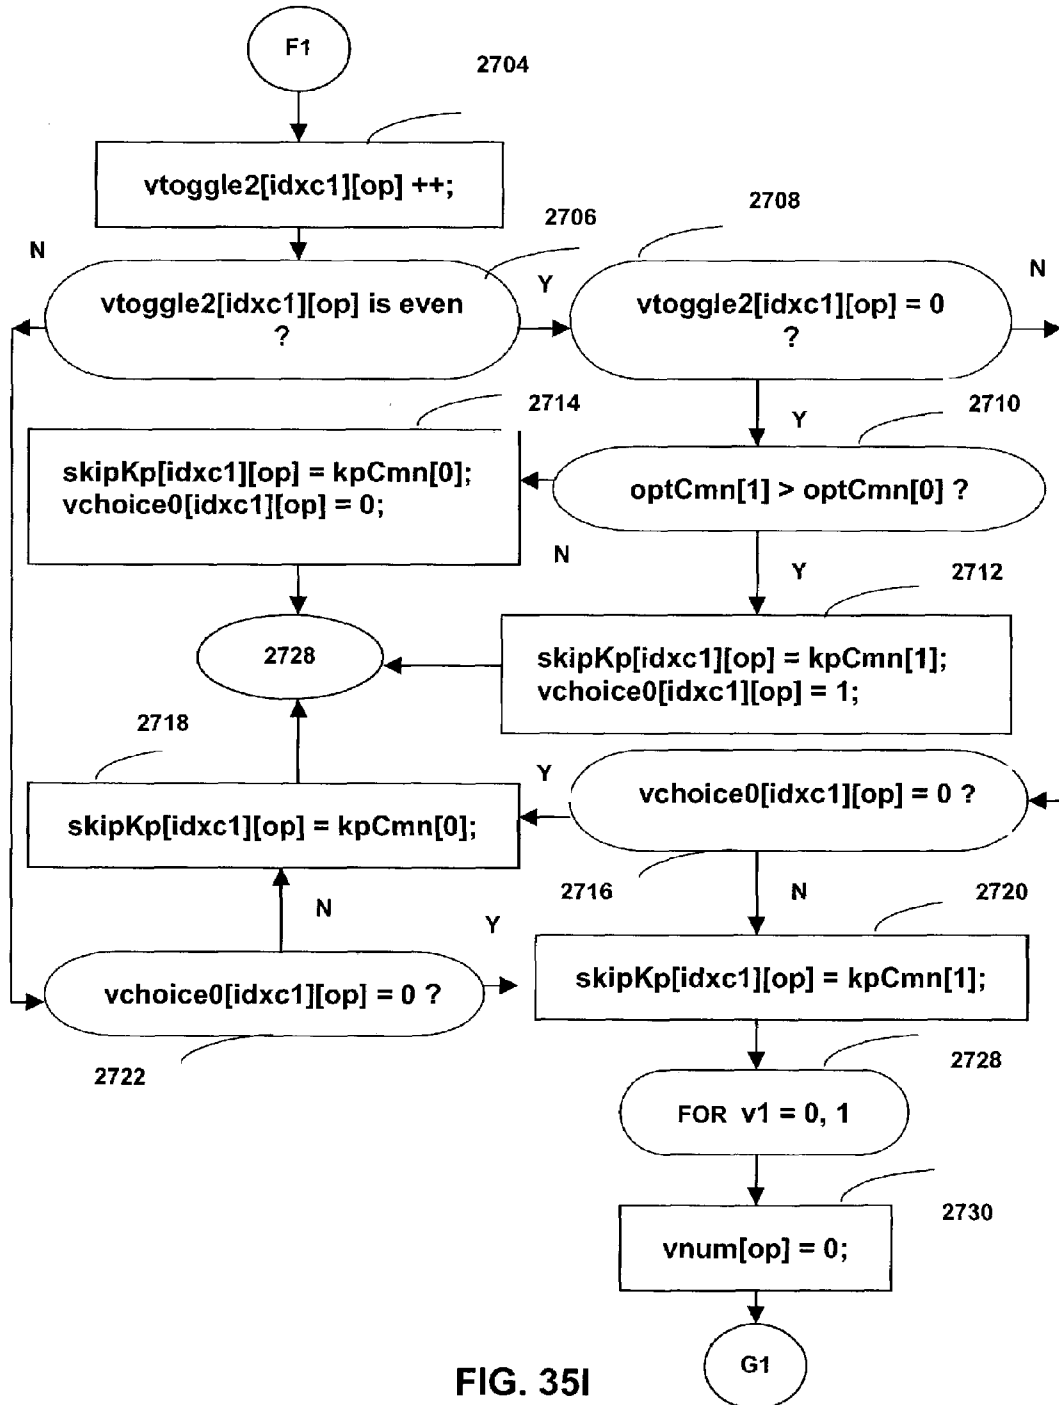 F1
2704
vtoggle2[idxc1][op] ++;
N
2706
2708
Y
N
vtoggle2[idxc1][op] is even
?
vtoggle2[idxc1][op] = 0
?
2714
2710
Y
skipKp[idxc1][op] = kpCmn[0];
vchoice0[idxc1][op] = 0;
optCmn[1] > optCmn[0] ?
N
Y
2712
2728
skipKp[idxc1][op] = kpCmn[1];
vchoice0[idxc1][op] = 1;
2718
Y
vchoice0[idxc1][op] = 0 ?
skipKp[idxc1][op] = kpCmn[0];
2716
N
2720
N
Y
vchoice0[idxc1][op] = 0 ?
skipKp[idxc1][op] = kpCmn[1];
2722
2728
FOR v1 = 0, 1
2730
vnum[op] = 0;
G1
FIG. 35I